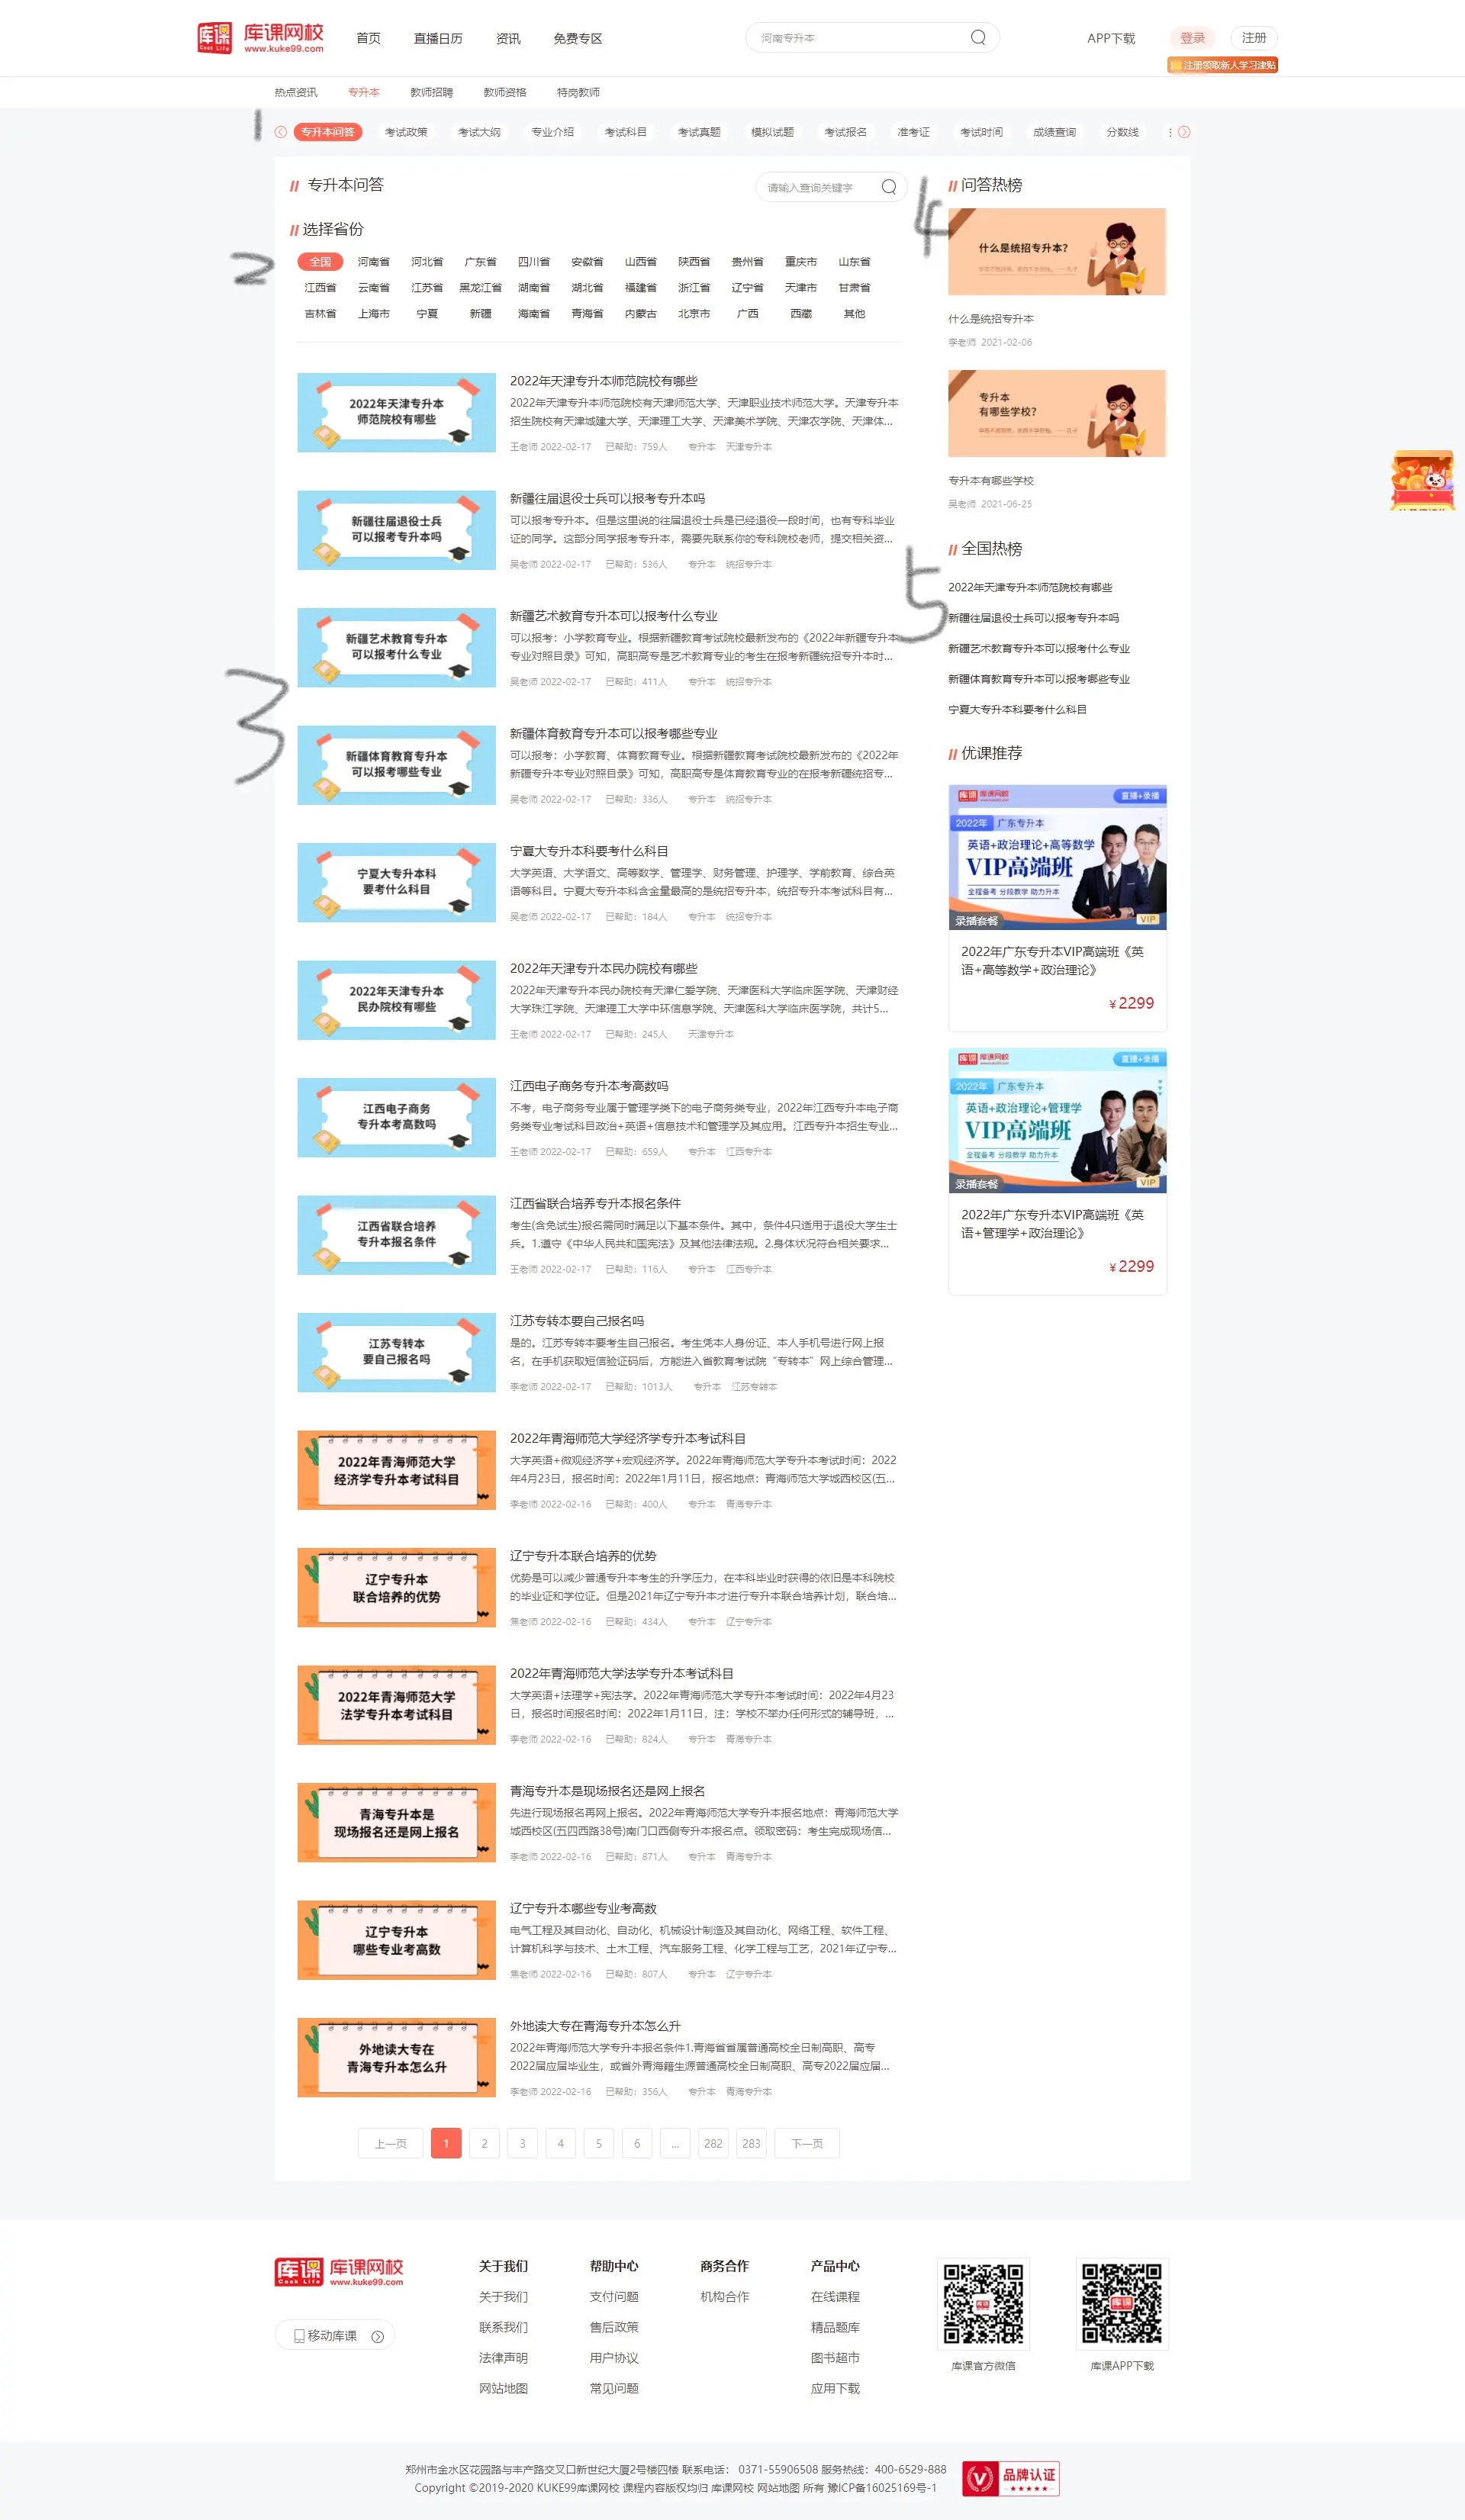 库课 Cook Life 库课网校 www.kuke99.com
首页 直播日历 资讯 免费专区
河南专升本
APP下载 登录 注册
注册领取新人学习津贴
热点资讯 专升本 教师招聘 教师资格 特岗教师
1
专升本问答 考试政策 考试大纲 专业介绍 考试科目 考试真题 模拟试题 考试报名 准考证 考试时间 成绩查询 分数线
// 专升本问答
请输入查询关键字
// 选择省份
2
全国 河南省 河北省 广东省 四川省 安徽省 山西省 陕西省 贵州省 重庆市 山东省
江西省 云南省 江苏省 黑龙江省 湖南省 湖北省 福建省 浙江省 辽宁省 天津市 甘肃省
吉林省 上海市 宁夏 新疆 海南省 青海省 内蒙古 北京市 广西 西藏 其他
3
2022年天津专升本
师范院校有哪些
2022年天津专升本师范院校有哪些
2022年天津专升本师范院校有天津师范大学、天津职业技术师范大学。天津专升本
招生院校有天津城建大学、天津理工大学、天津美术学院、天津农学院、天津体...
王老师 2022-02-17 已帮助：759人 专升本 天津专升本
新疆往届退役士兵
可以报考专升本吗
新疆往届退役士兵可以报考专升本吗
可以报考专升本。但是这里说的往届退役士兵是已经退役一段时间，也有专科毕业
证的同学。这部分同学报考专升本，需要先联系你的专科院校老师，提交相关资...
吴老师 2022-02-17 已帮助：536人 专升本 统招专升本
新疆艺术教育专升本
可以报考什么专业
新疆艺术教育专升本可以报考什么专业
可以报考：小学教育专业。根据新疆教育考试院校最新发布的《2022年新疆专升本
专业对照目录》可知，高职高专是艺术教育专业的考生在报考新疆统招专升本时...
吴老师 2022-02-17 已帮助：411人 专升本 统招专升本
新疆体育教育专升本
可以报考哪些专业
新疆体育教育专升本可以报考哪些专业
可以报考：小学教育、体育教育专业。根据新疆教育考试院校最新发布的《2022年
新疆专升本专业对照目录》可知，高职高专是体育教育专业的在报考新疆统招专...
吴老师 2022-02-17 已帮助：336人 专升本 统招专升本
宁夏大专升本科
要考什么科目
宁夏大专升本科要考什么科目
大学英语、大学语文、高等数学、管理学、财务管理、护理学、学前教育、综合英
语等科目。宁夏大专升本科含金量最高的是统招专升本，统招专升本考试科目有...
吴老师 2022-02-17 已帮助：184人 专升本 统招专升本
2022年天津专升本
民办院校有哪些
2022年天津专升本民办院校有哪些
2022年天津专升本民办院校有天津仁爱学院、天津医科大学临床医学院、天津财经
大学珠江学院、天津理工大学中环信息学院、天津医科大学临床医学院，共计5...
王老师 2022-02-17 已帮助：245人 天津专升本
江西电子商务
专升本考高数吗
江西电子商务专升本考高数吗
不考，电子商务专业属于管理学类下的电子商务类专业，2022年江西专升本电子商
务类专业考试科目政治+英语+信息技术和管理学及其应用。江西专升本招生专业...
王老师 2022-02-17 已帮助：659人 专升本 江西专升本
江西省联合培养
专升本报名条件
江西省联合培养专升本报名条件
考生(含免试生)报名需同时满足以下基本条件。其中，条件4只适用于退役大学生士
兵。1.遵守《中华人民共和国宪法》及其他法律法规。2.身体状况符合相关要求...
王老师 2022-02-17 已帮助：116人 专升本 江西专升本
江苏专转本
要自己报名吗
江苏专转本要自己报名吗
是的。江苏专转本要考生自己报名。考生凭本人身份证、本人手机号进行网上报
名，在手机获取短信验证码后，方能进入省教育考试院“专转本”网上综合管理...
李老师 2022-02-17 已帮助：1013人 专升本 江苏专转本
2022年青海师范大学
经济学专升本考试科目
2022年青海师范大学经济学专升本考试科目
大学英语+微观经济学+宏观经济学。2022年青海师范大学专升本考试时间：2022
年4月23日，报名时间：2022年1月11日，报名地点：青海师范大学城西校区(五...
李老师 2022-02-16 已帮助：400人 专升本 青海专升本
辽宁专升本
联合培养的优势
辽宁专升本联合培养的优势
优势是可以减少普通专升本考生的升学压力，在本科毕业时获得的依旧是本科院校
的毕业证和学位证。但是2021年辽宁专升本才进行专升本联合培养计划，联合培...
焦老师 2022-02-16 已帮助：434人 专升本 辽宁专升本
2022年青海师范大学
法学专升本考试科目
2022年青海师范大学法学专升本考试科目
大学英语+法理学+宪法学。2022年青海师范大学专升本考试时间：2022年4月23
日，报名时间报名时间：2022年1月11日，注：学校不举办任何形式的辅导班，...
李老师 2022-02-16 已帮助：824人 专升本 青海专升本
青海专升本是
现场报名还是网上报名
青海专升本是现场报名还是网上报名
先进行现场报名再网上报名。2022年青海师范大学专升本报名地点：青海师范大学
城西校区(五四西路38号)南门口西侧专升本报名点。领取密码：考生完成现场信...
李老师 2022-02-16 已帮助：871人 专升本 青海专升本
辽宁专升本
哪些专业考高数
辽宁专升本哪些专业考高数
电气工程及其自动化、自动化、机械设计制造及其自动化、网络工程、软件工程、
计算机科学与技术、土木工程、汽车服务工程、化学工程与工艺，2021年辽宁专...
焦老师 2022-02-16 已帮助：807人 专升本 辽宁专升本
外地读大专在
青海专升本怎么升
外地读大专在青海专升本怎么升
2022年青海师范大学专升本报名条件1.青海省省属普通高校全日制高职、高专
2022届应届毕业生，或省外青海籍生源普通高校全日制高职、高专2022届应届...
李老师 2022-02-16 已帮助：356人 专升本 青海专升本
上一页 1 2 3 4 5 6 ... 282 283 下一页
4
// 问答热榜
什么是统招专升本？
什么是统招专升本
李老师 2021-02-06
专升本
有哪些学校？
专升本有哪些学校
吴老师 2021-06-25
5
// 全国热榜
2022年天津专升本师范院校有哪些
新疆往届退役士兵可以报考专升本吗
新疆艺术教育专升本可以报考什么专业
新疆体育教育专升本可以报考哪些专业
宁夏大专升本科要考什么科目
// 优课推荐
库课 库课网校 直播+录播
2022年 广东专升本
英语+政治理论+高等数学
VIP高端班
全程备考 分段教学 助力升本
录播套餐 VIP
2022年广东专升本VIP高端班《英
语+高等数学+政治理论》
¥2299
库课 库课网校 直播+录播
2022年 广东专升本
英语+政治理论+管理学
VIP高端班
全程备考 分段教学 助力升本
录播套餐 VIP
2022年广东专升本VIP高端班《英
语+管理学+政治理论》
¥2299
库课 Cook Life 库课网校 www.kuke99.com
移动库课
关于我们 帮助中心 商务合作 产品中心
关于我们 支付问题 机构合作 在线课程
联系我们 售后政策 精品题库
法律声明 用户协议 图书超市
网站地图 常见问题 应用下载
库课官方微信 库课APP下载
郑州市金水区花园路与丰产路交叉口新世纪大厦2号楼四楼 联系电话： 0371-55906508 服务热线：400-6529-888
Copyright ©2019-2020 KUKE99库课网校 课程内容版权均归 库课网校 网站地图 所有 豫ICP备16025169号-1
品牌认证